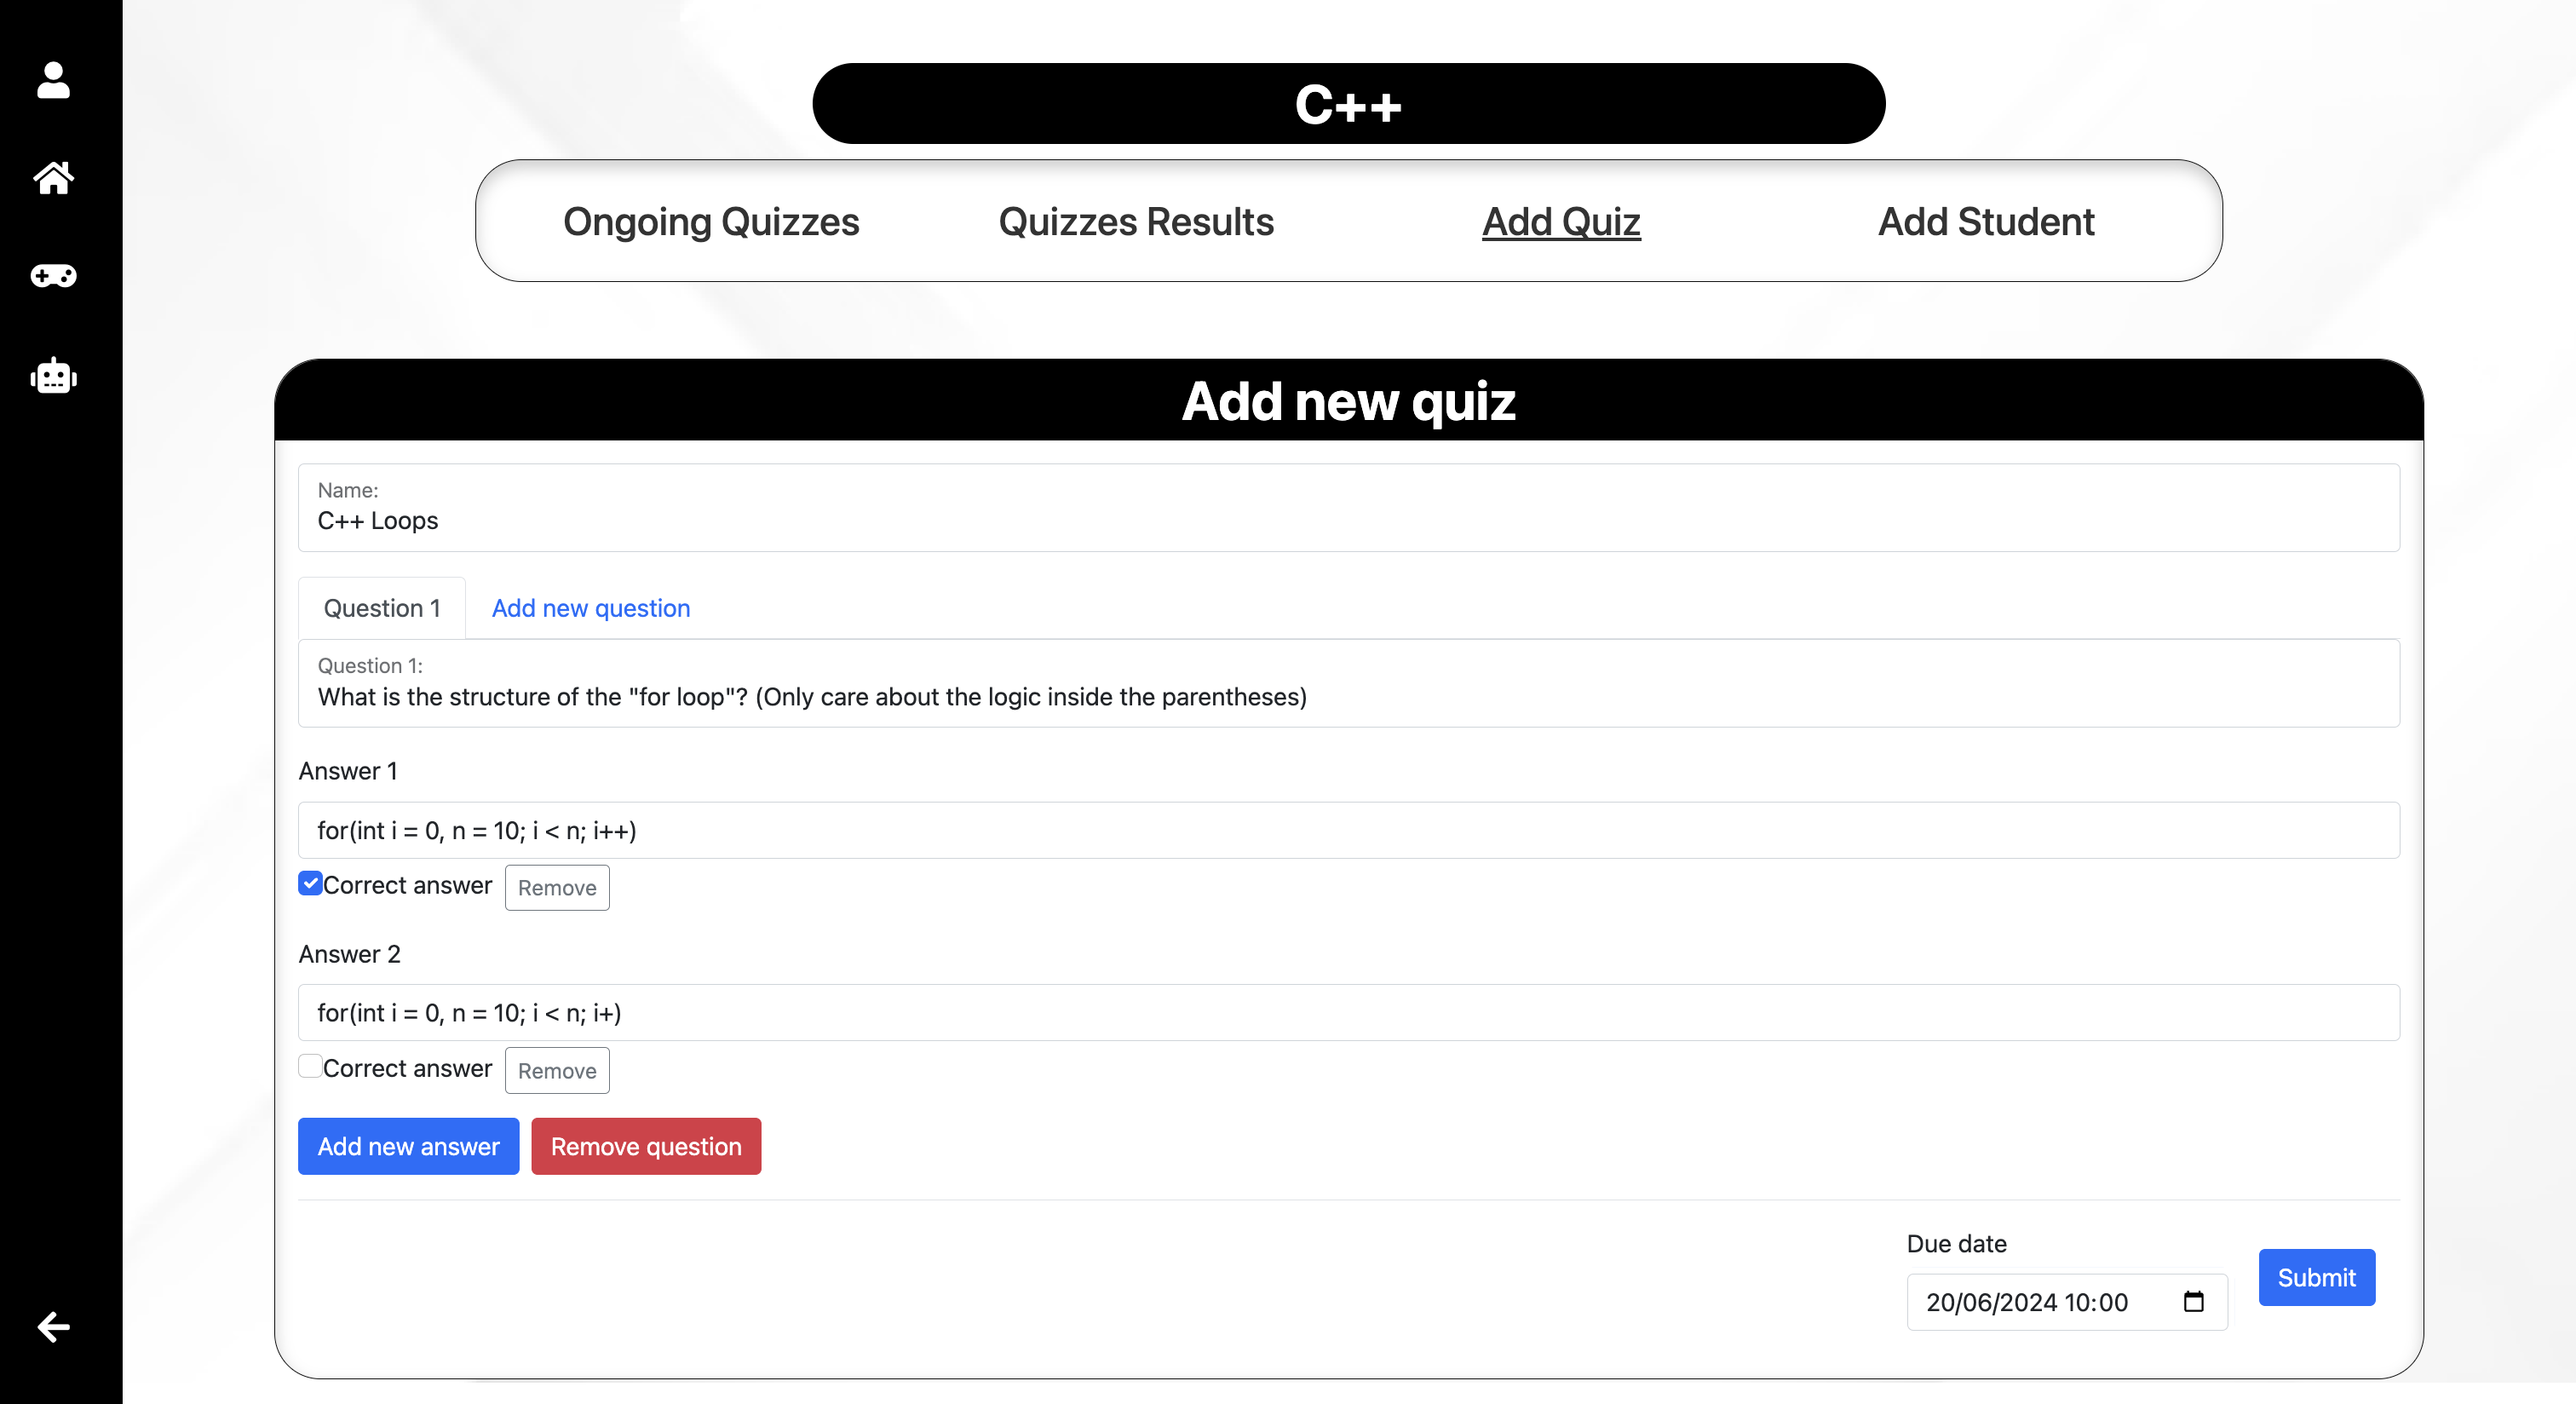 C++
Ongoing Quizzes Quizzes Results Add Quiz Add Student
Add new quiz
Name:
C++ Loops
Question 1 Add new question
Question 1:
What is the structure of the "for loop"? (Only care about the logic inside the parentheses)
Answer 1
for(int i = 0, n = 10; i < n; i++)
Correct answer Remove
Answer 2
for(int i = 0, n = 10; i < n; i+)
Correct answer Remove
Add new answer Remove question
Due date
20/06/2024 10:00
Submit